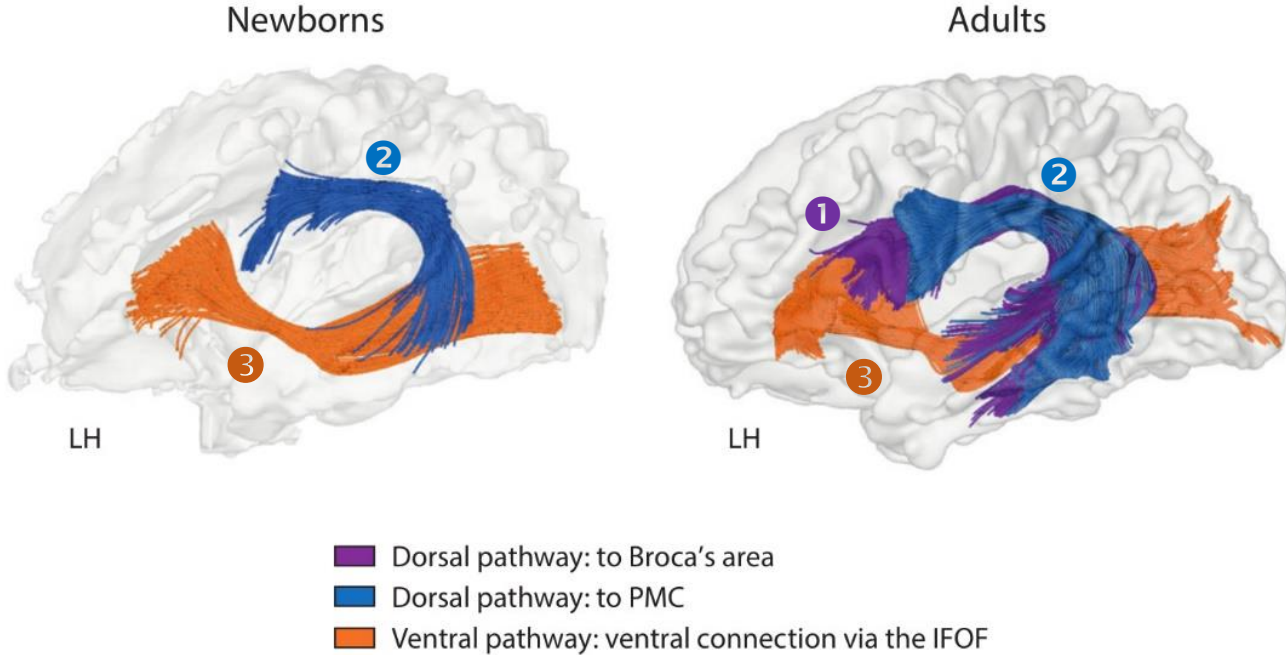 Newborns
Adults
2
2
1
3
3
LH
LH
Dorsal pathway: to Broca's area
Dorsal pathway: to PMC
Ventral pathway: ventral connection via the IFOF